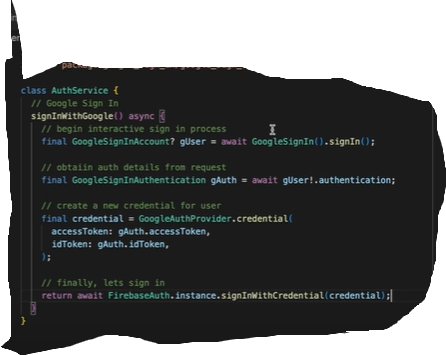 class AuthService {
// Google Sign In
signInWithGoogle() async {
// begin interactive sign in process
final GoogleSignInAccount? gUser = await GoogleSignIn().signIn();
// obtaiin auth details from request
final GoogleSignInAuthentication gAuth = await gUser!.authentication;
// create a new credential for user
final credential = GoogleAuthProvider.credential(
accessToken: gAuth.accessToken,
idToken: gAuth.idToken,
);
// finally, lets sign in
return await FirebaseAuth.instance.signInWithCredential(credential);
}
}